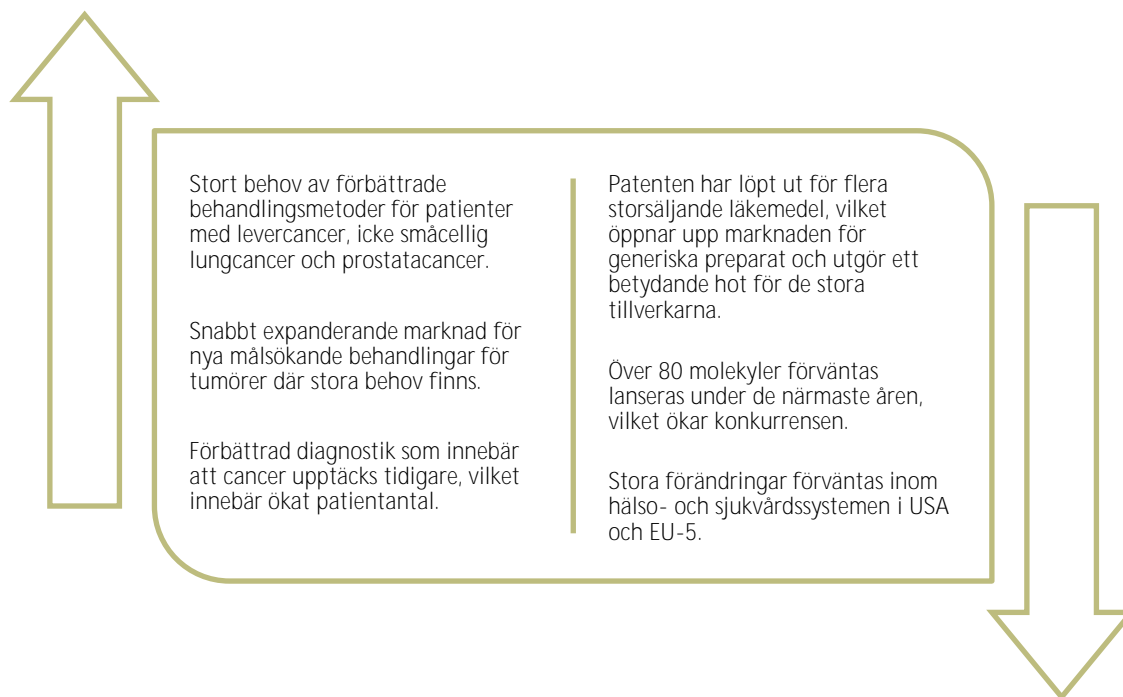 Stort behov av förbättrade
behandlingsmetoder för patienter
med levercancer, icke småcellig
lungcancer och prostatacancer.
Snabbt expanderande marknad för
nya målsökande behandlingar för
tumörer där stora behov finns.
Förbättrad diagnostik som innebär
att cancer upptäcks tidigare, vilket
innebär ökat patientantal.
Patenten har löpt ut för flera
storsäljande läkemedel, vilket
öppnar upp marknaden för
generiska preparat och utgör ett
betydande hot för de stora
tillverkarna.
Över 80 molekyler förväntas
lanseras under de närmaste åren,
vilket ökar konkurrensen.
Stora förändringar förväntas inom
hälso- och sjukvårdssystemen i USA
och EU-5.